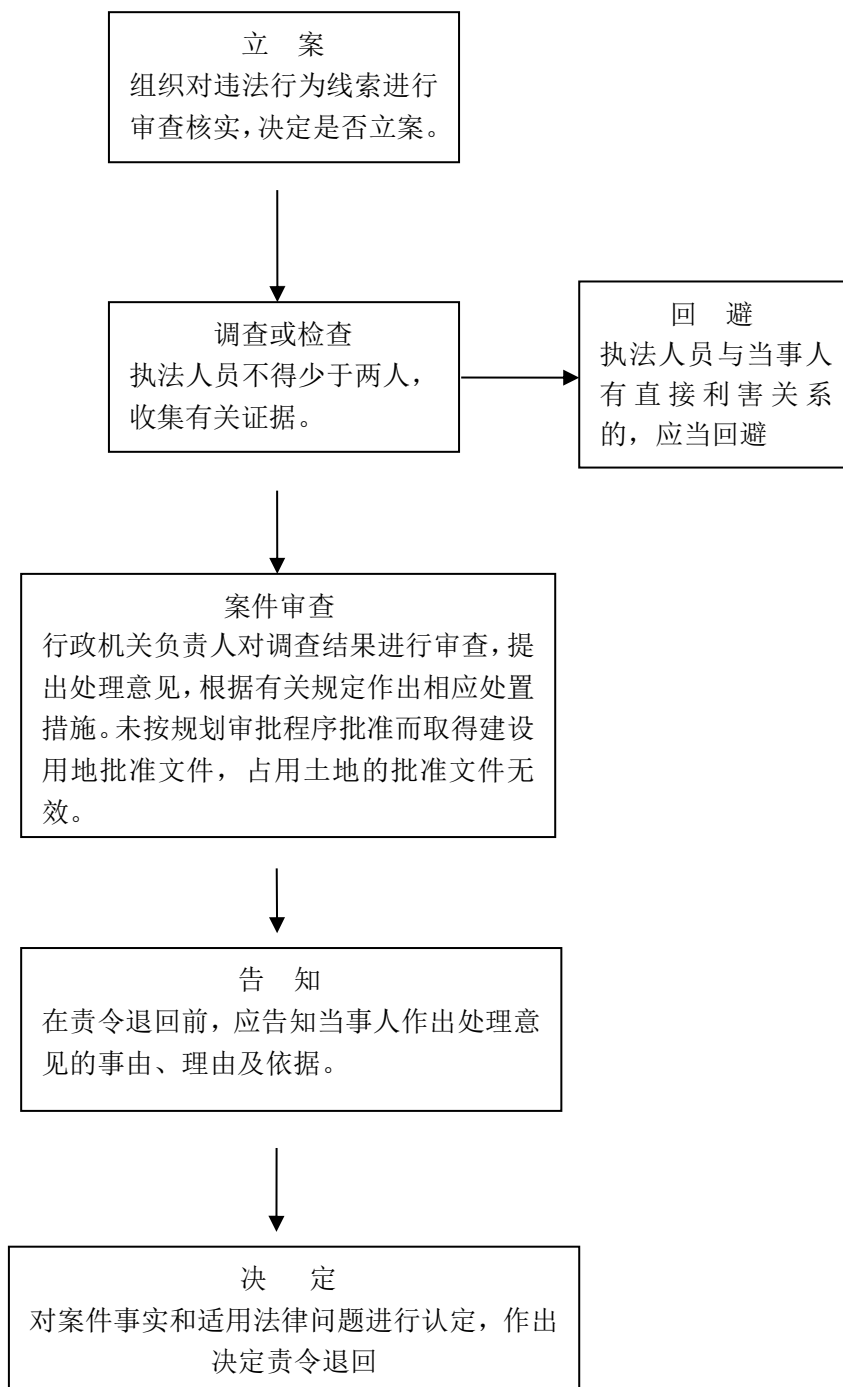 立 案
组织对违法行为线索进行
审查核实，决定是否立案。
调查或检查
执法人员不得少于两人，
收集有关证据。
回 避
执法人员与当事人
有直接利害关系
的，应当回避
案件审查
行政机关负责人对调查结果进行审查，提
出处理意见，根据有关规定作出相应处置
措施。未按规划审批程序批准而取得建设
用地批准文件，占用土地的批准文件无
效。
告 知
在责令退回前，应告知当事人作出处理意
见的事由、理由及依据。
决 定
对案件事实和适用法律问题进行认定，作出
决定责令退回